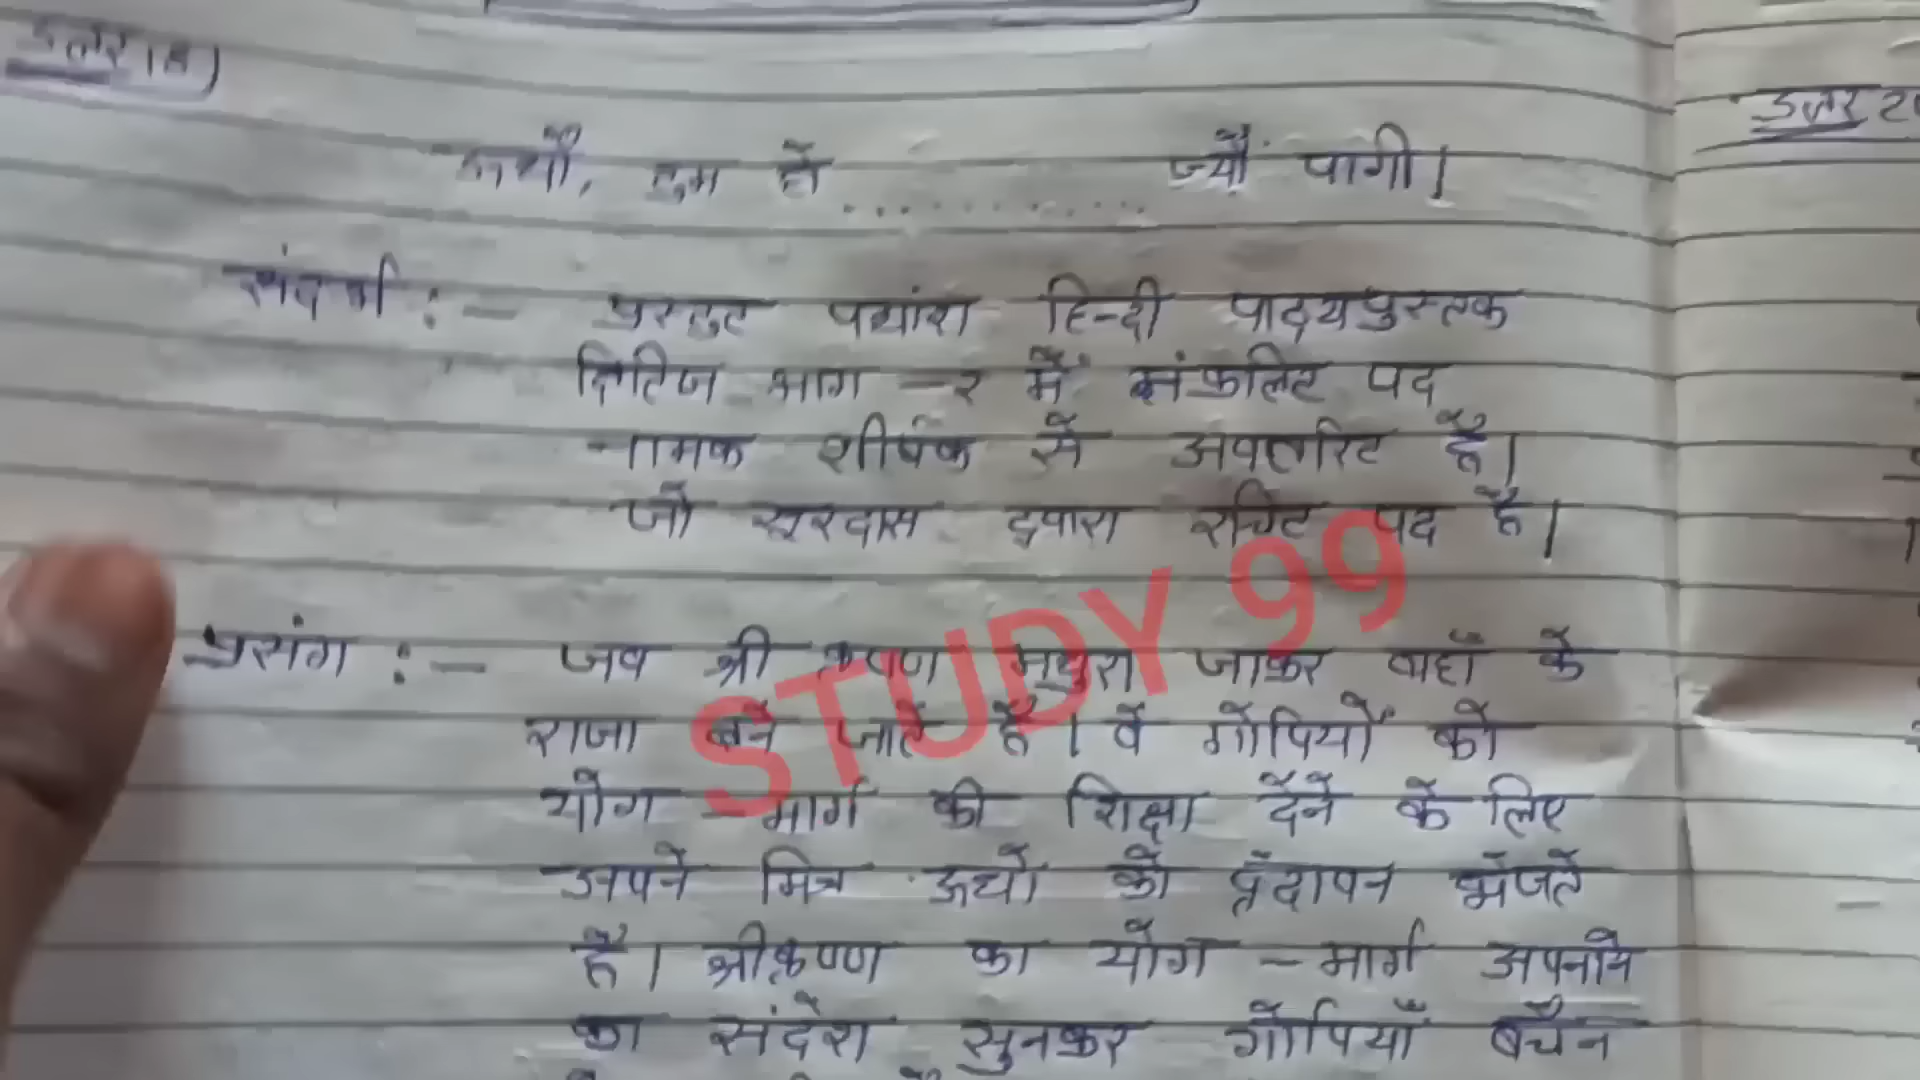 उत्तर 18)
ऊधौ, तुम हो .......... ज्यौं पागी।
संदर्भ :- प्रस्तुत पद्यांश हिन्दी पाठ्यपुस्तक
क्षितिज भाग -2 में संकलित पद
नामक शीर्षक से अवतरित है।
जो सूरदास द्वारा रचित पद है।
प्रसंग :- जब श्री कृष्ण मथुरा जाकर वहाँ के
राजा बन जाते हैं। वे गोपियों को
योग - मार्ग की शिक्षा देने के लिए
अपने मित्र ऊधो को वृंदावन भेजते
हैं। श्रीकृष्ण का योग - मार्ग अपनाने
का संदेश सुनकर गोपियाँ बेचैन
STUDY 99
उत्तर